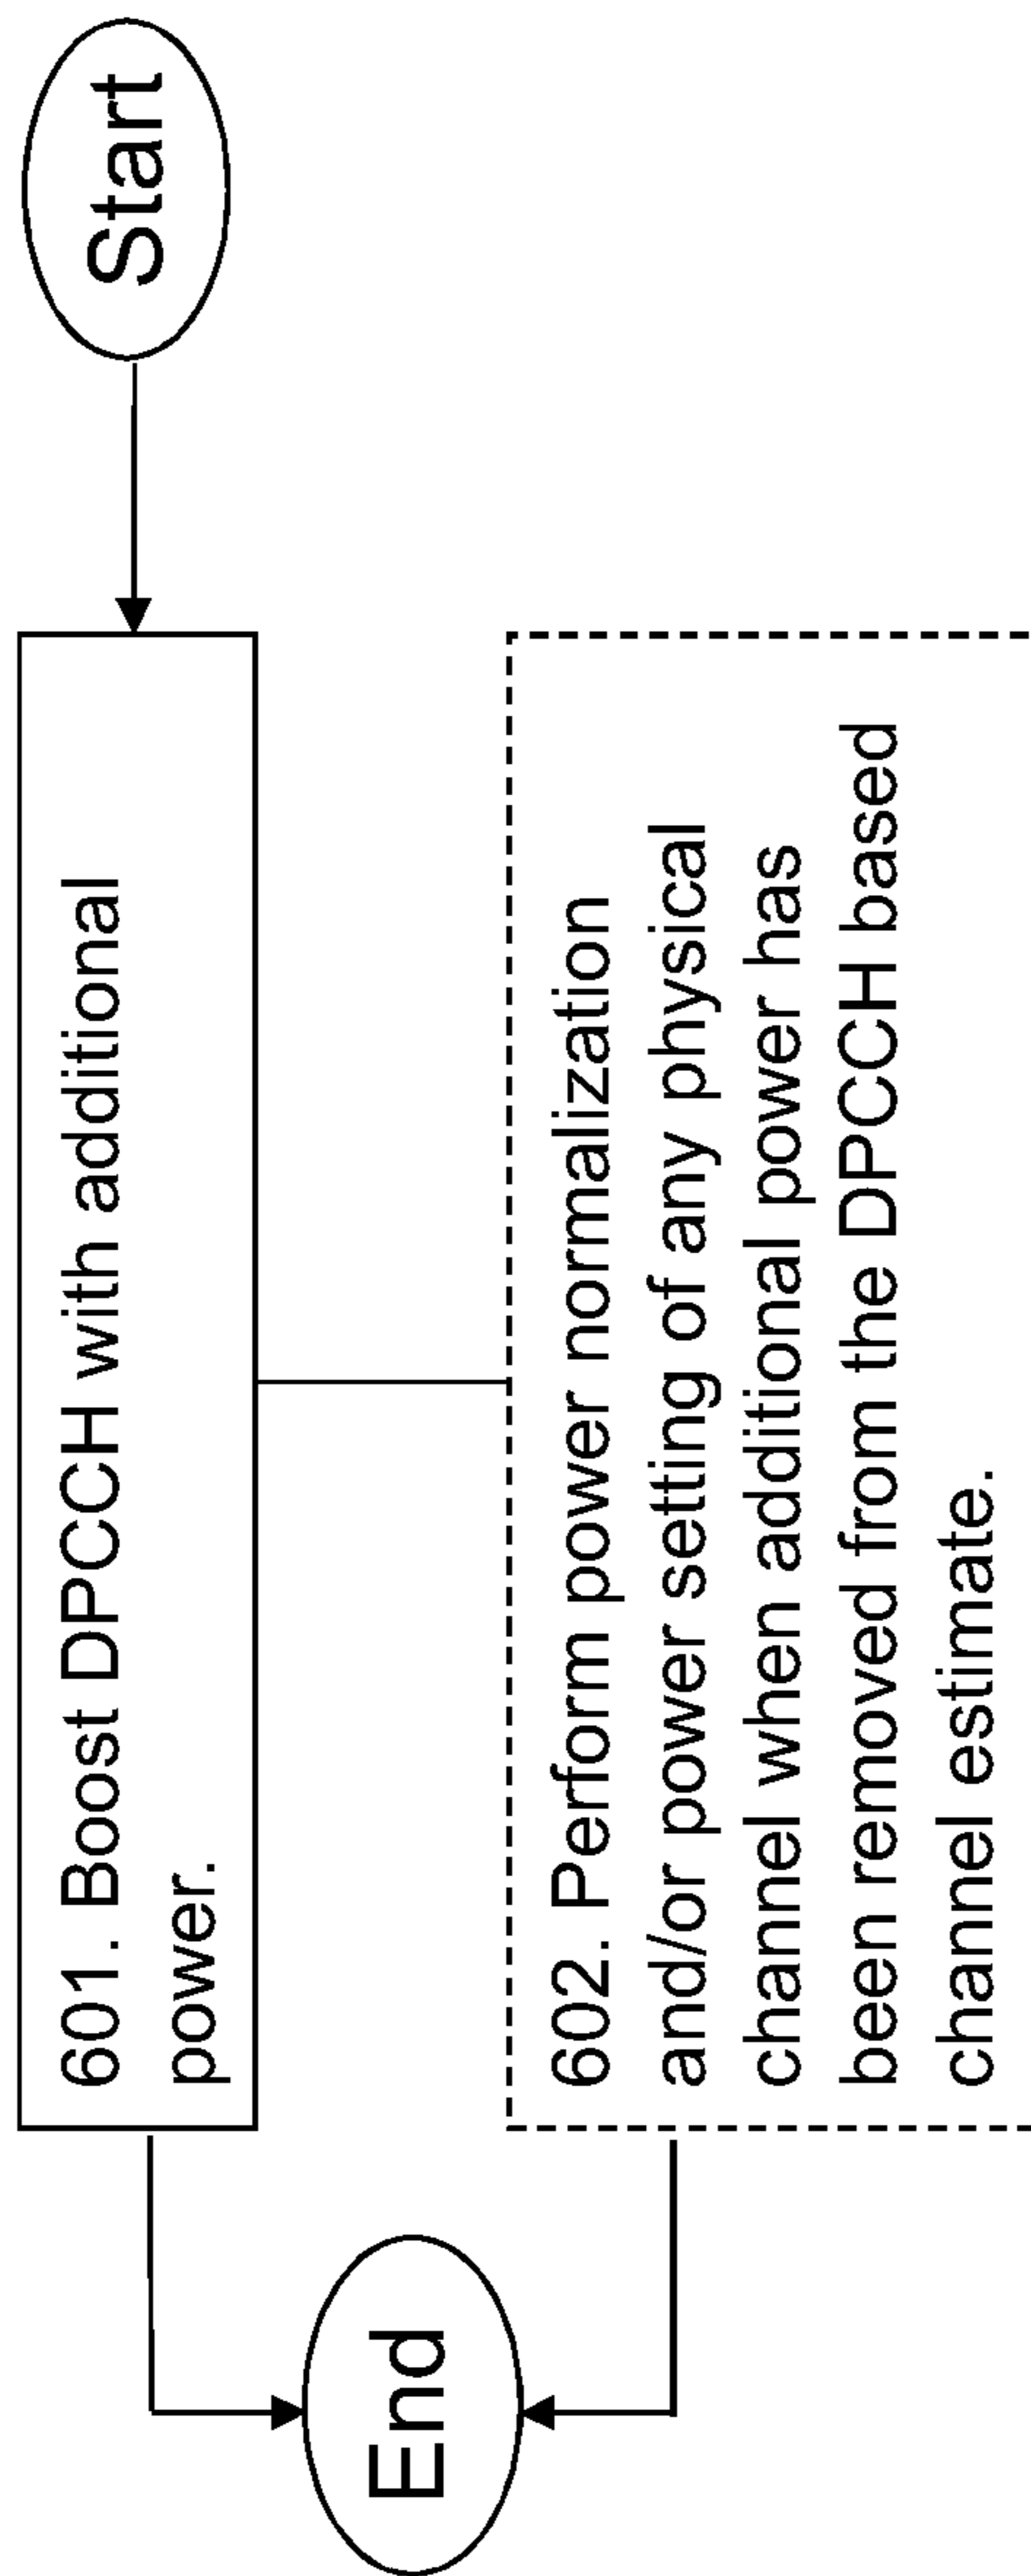 Start
601. Boost DPCCH with additional
power.
602. Perform power normalization
and/or power setting of any physical
channel when additional power has
been removed from the DPCCH based
channel estimate.
End